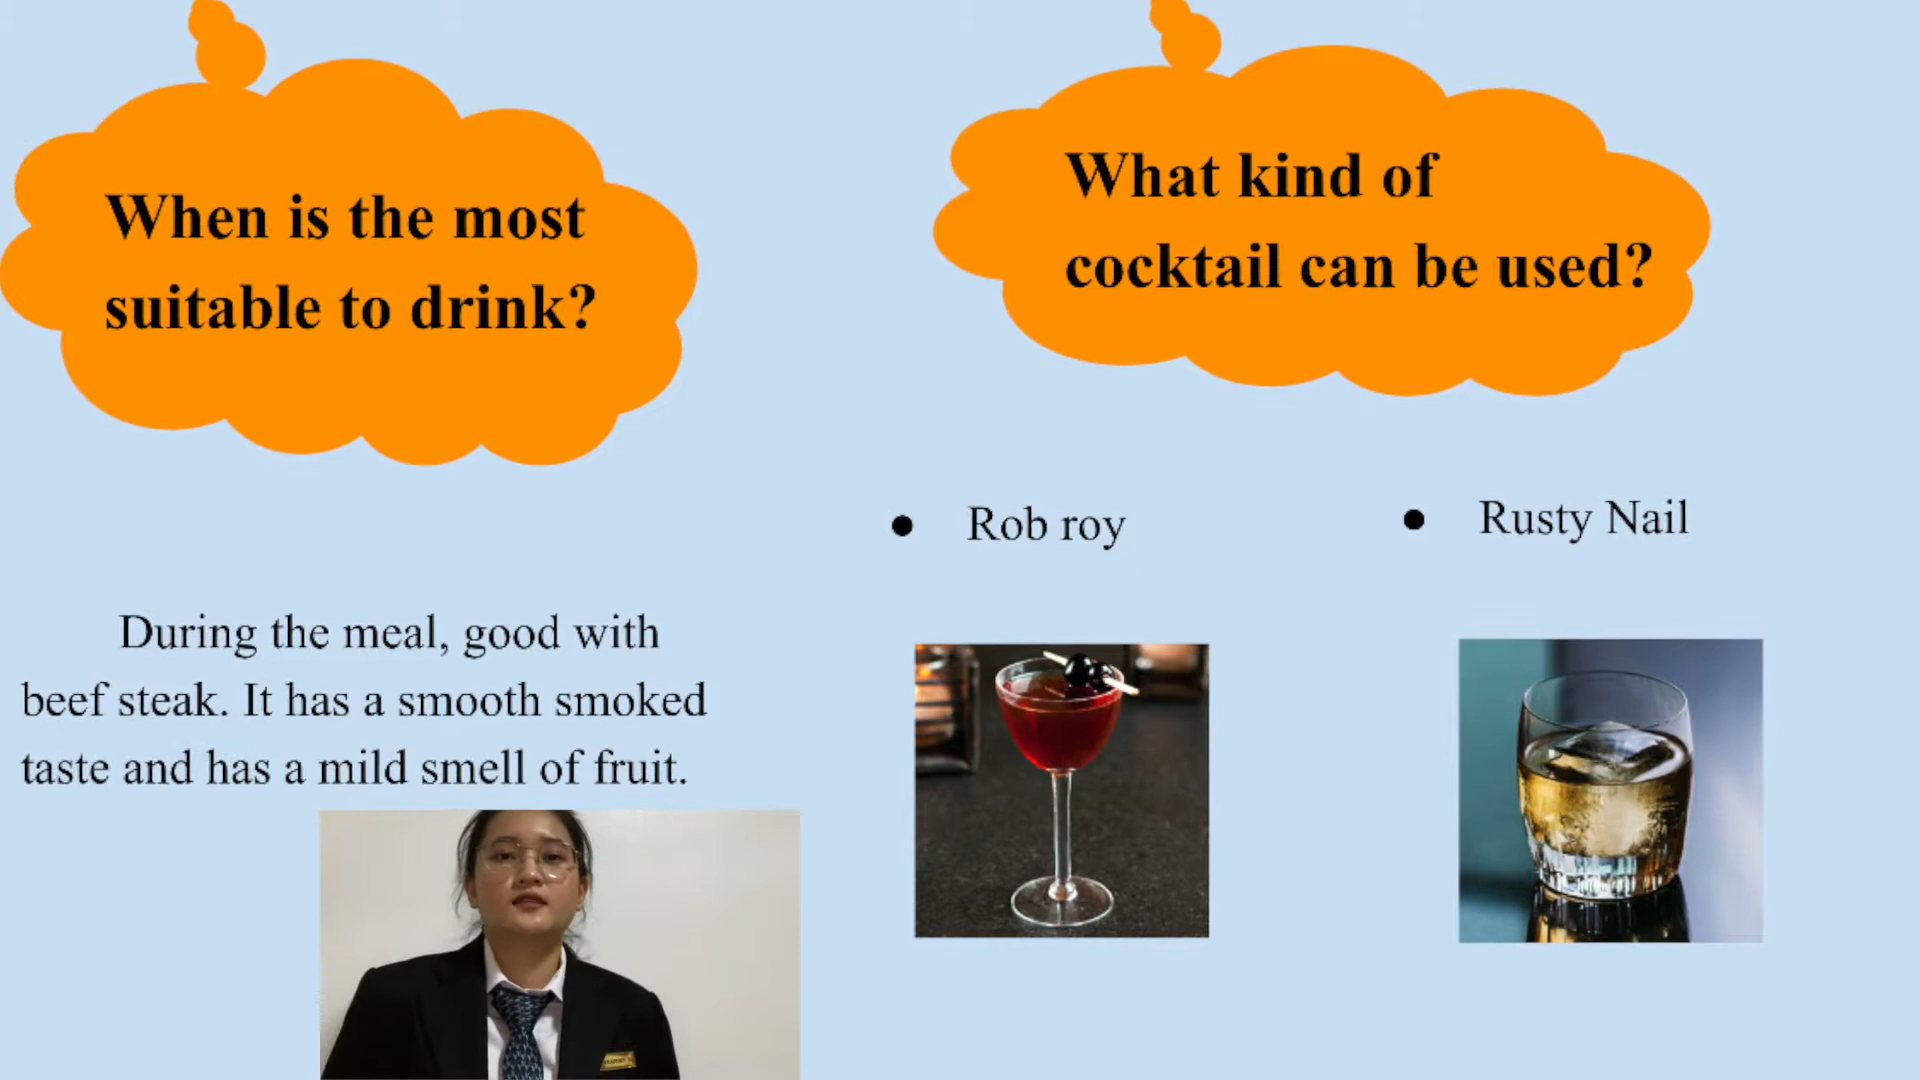 When is the most
suitable to drink?
What kind of
cocktail can be used?
● Rob roy
● Rusty Nail
During the meal, good with
beef steak. It has a smooth smoked
taste and has a mild smell of fruit.